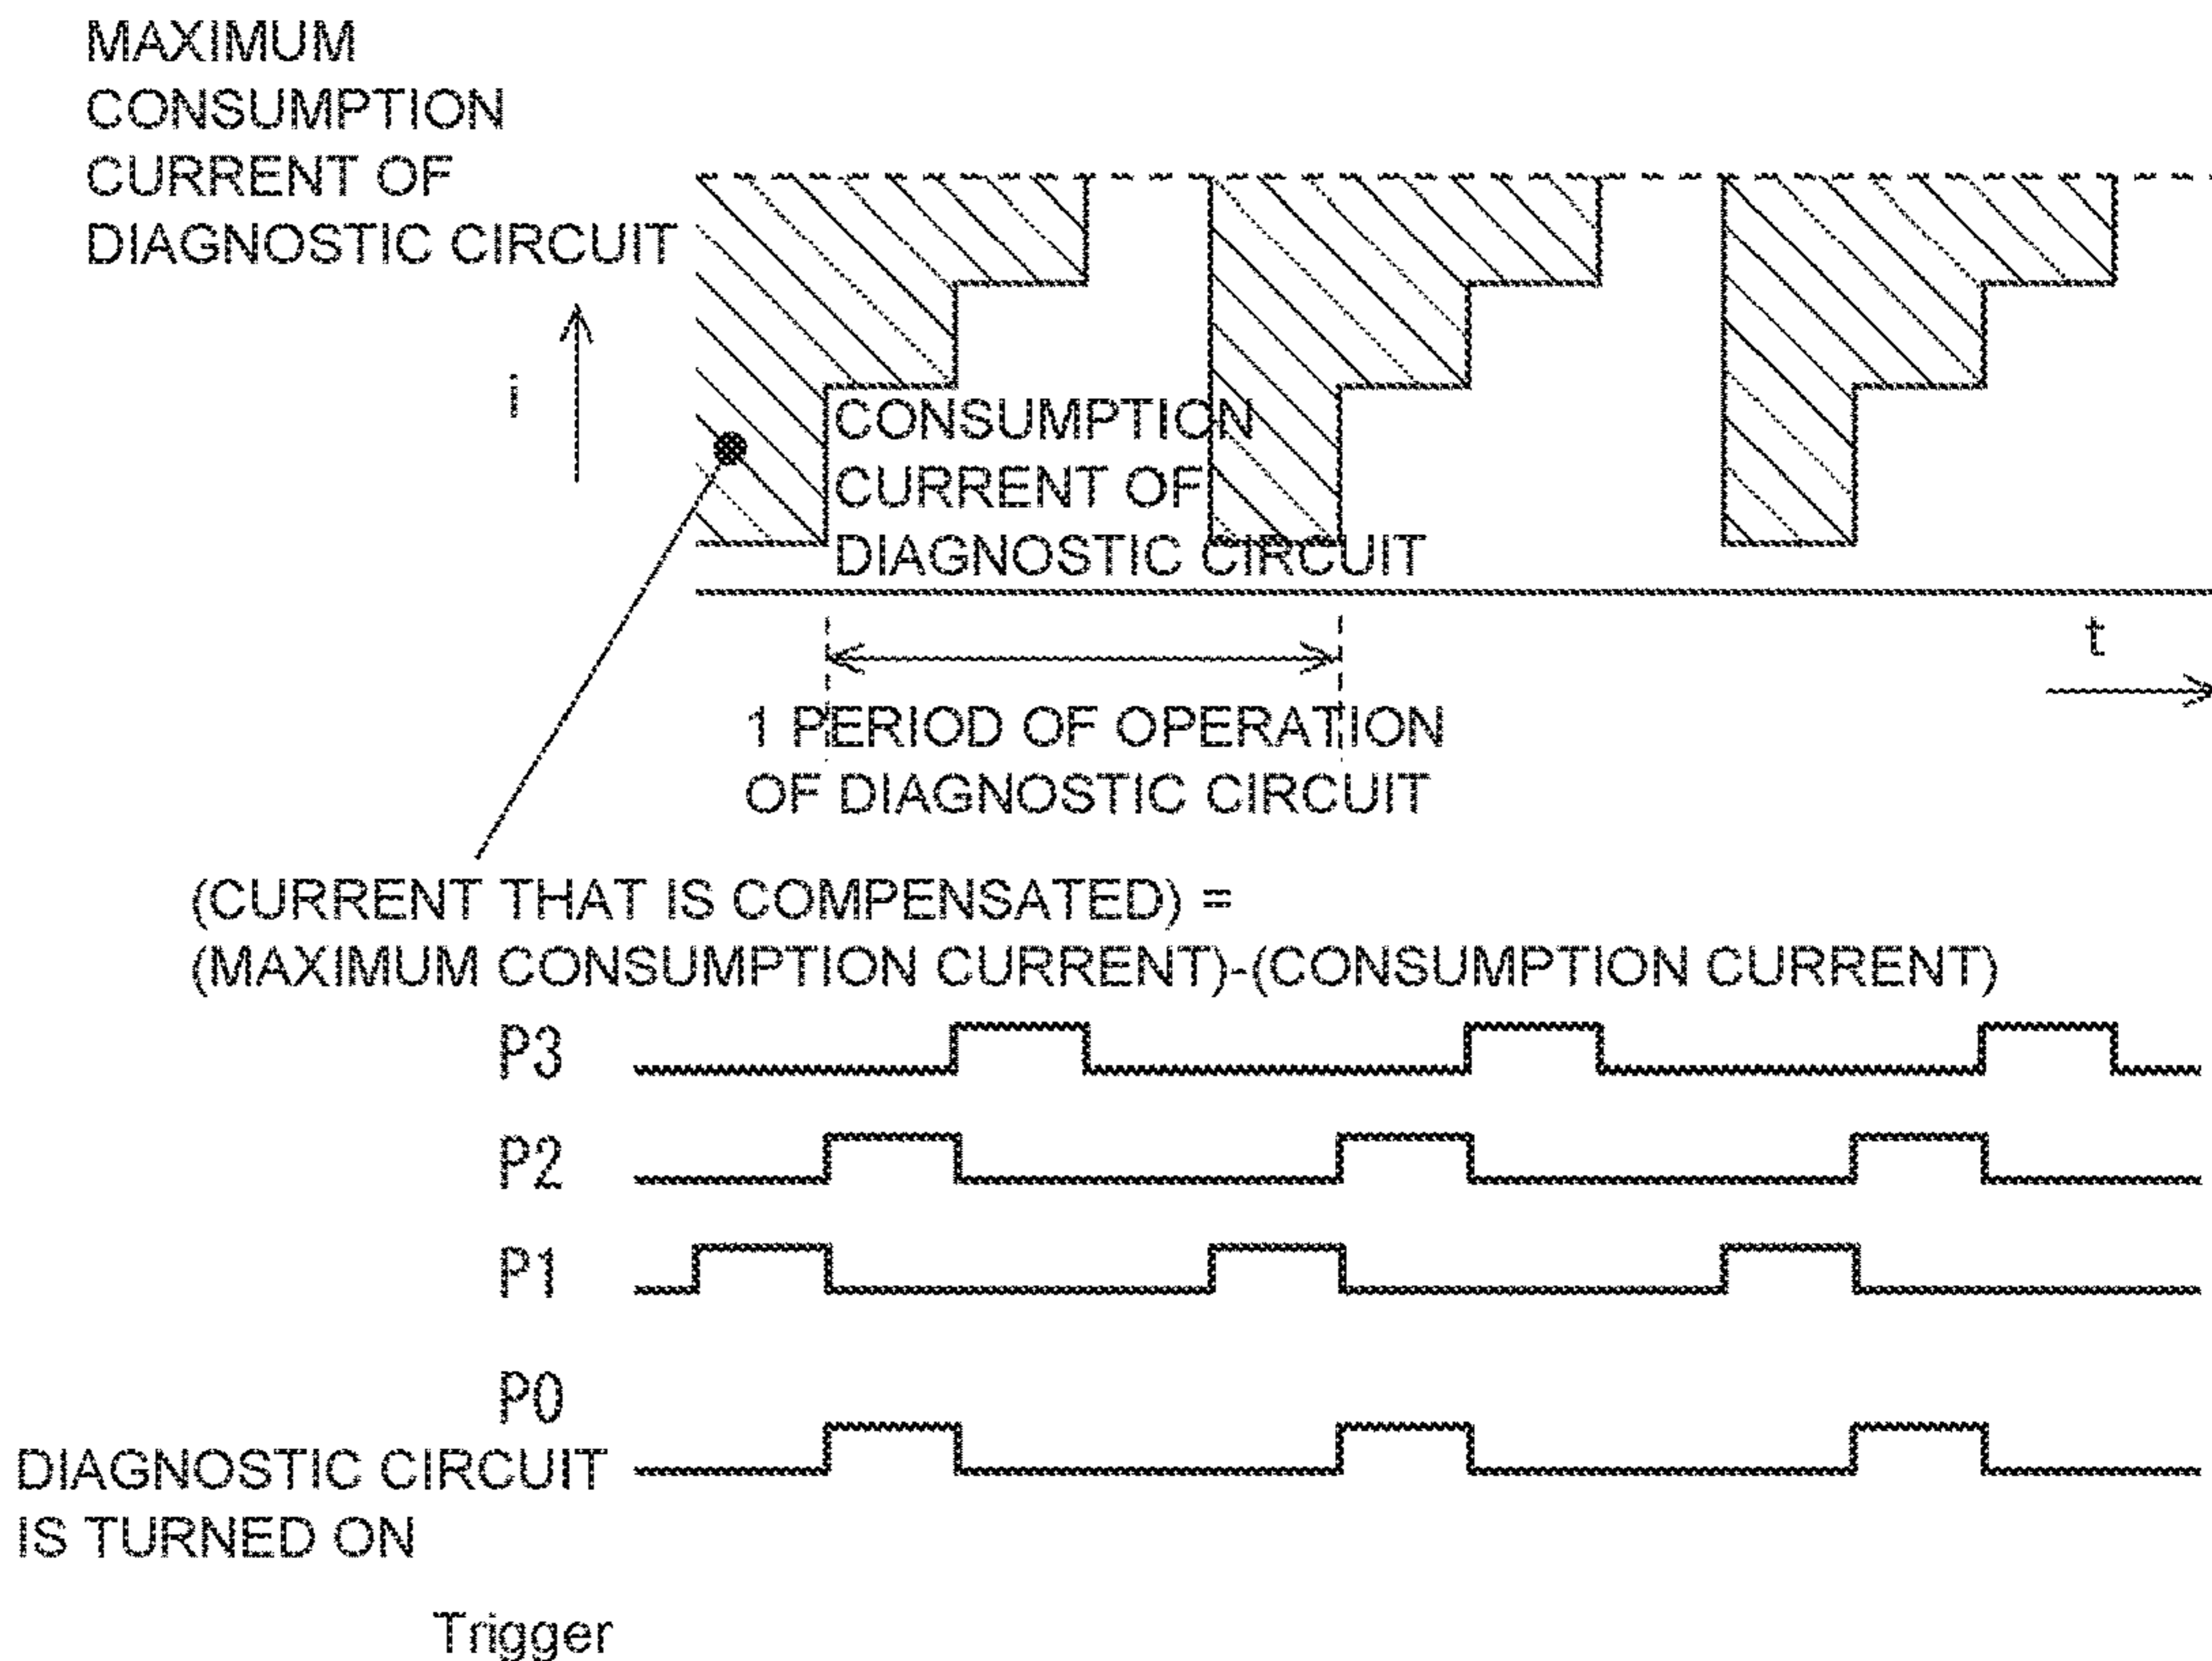 MAXIMUM
CONSUMPTION
CURRENT OF
DIAGNOSTIC CIRCUIT
i
CONSUMPTION
CURRENT OF
DIAGNOSTIC CIRCUIT
t
1 PERIOD OF OPERATION
OF DIAGNOSTIC CIRCUIT
(CURRENT THAT IS COMPENSATED) =
(MAXIMUM CONSUMPTION CURRENT)-(CONSUMPTION CURRENT)
P3
P2
P1
P0
DIAGNOSTIC CIRCUIT
IS TURNED ON
Trigger